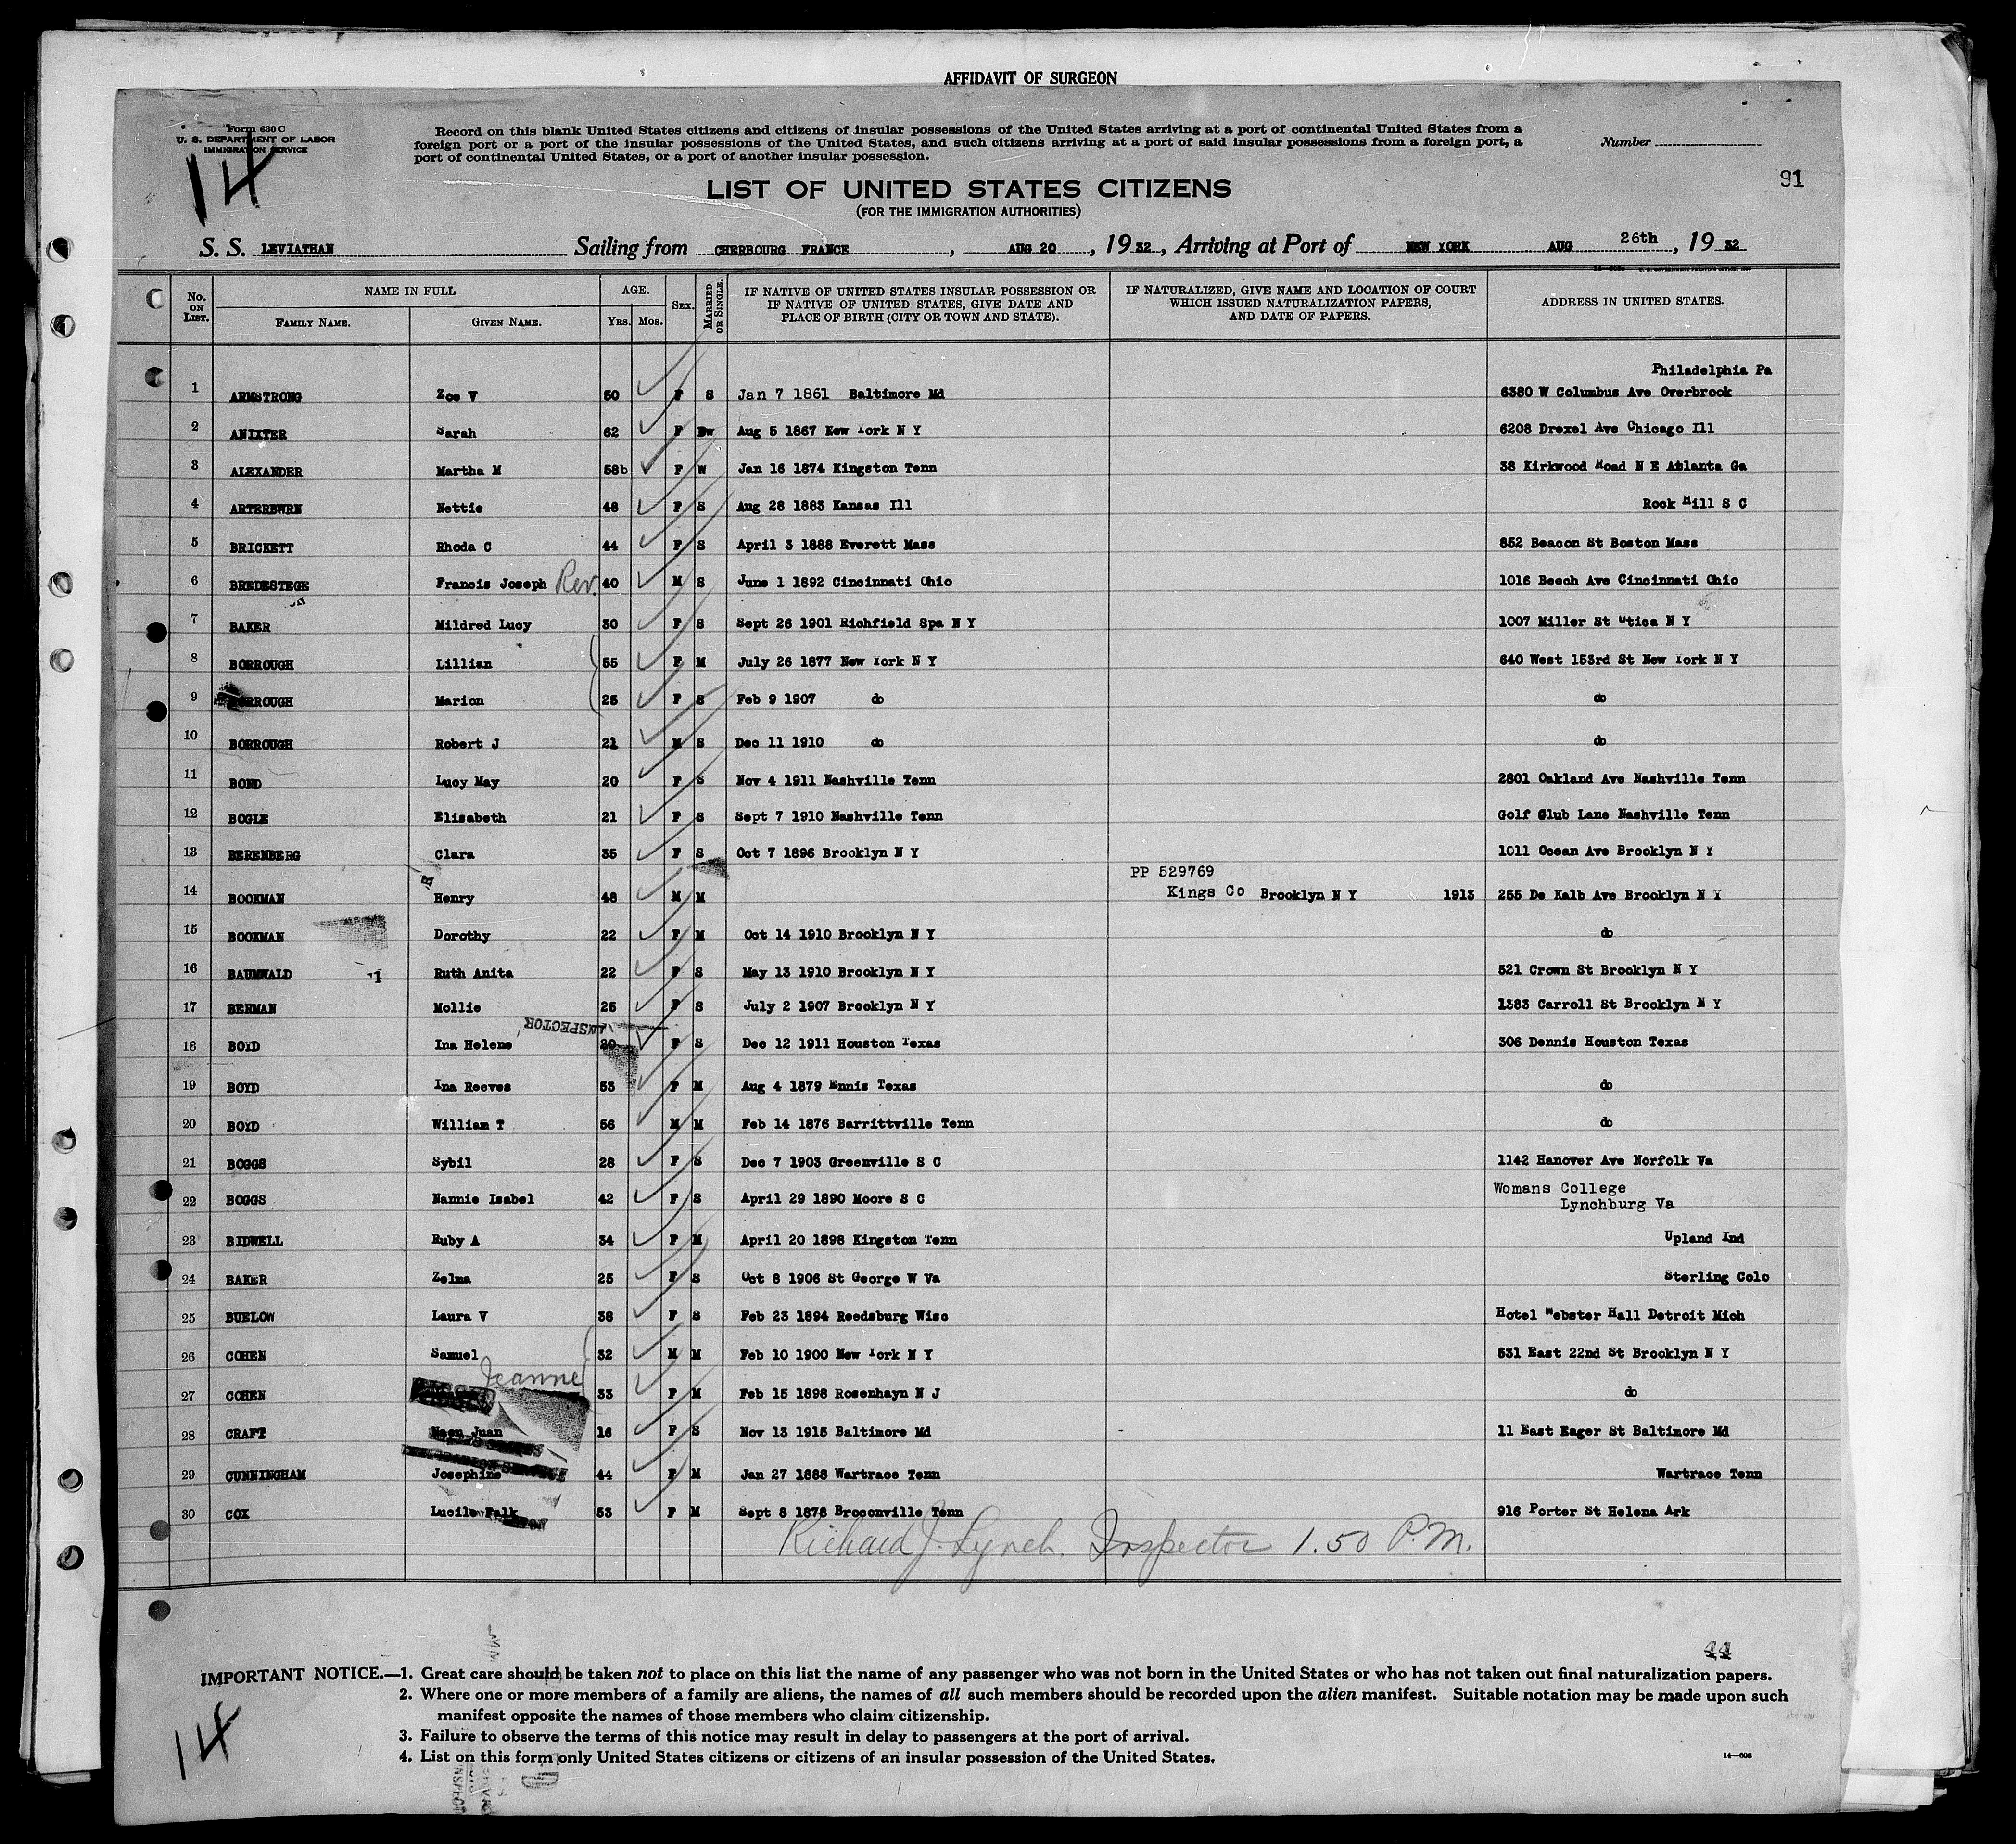 AFFIDAVIT OF SURGEON
Form 630 C
U. S. DEPARTMENT OF LABOR
IMMIGRATION SERVICE
14
Record on this blank United States citizens and citizens of insular possessions of the United States arriving at a port of continental United States from a
foreign port or a port of the insular possessions of the United States, and such citizens arriving at a port of said insular possessions from a foreign port, a
port of continental United States, or a port of another insular possession.
Number
91
LIST OF UNITED STATES CITIZENS
(FOR THE IMMIGRATION AUTHORITIES)
S. S. LEVIATHAN Sailing from CHERBOURG FRANCE , AUG 20 , 19 32 , Arriving at Port of NEW YORK AUG 26th , 19 32
No. ON LIST. NAME IN FULL FAMILY NAME. GIVEN NAME. AGE. YRS. MOS. SEX. MARRIED OR SINGLE. IF NATIVE OF UNITED STATES INSULAR POSSESSION OR IF NATIVE OF UNITED STATES, GIVE DATE AND PLACE OF BIRTH (CITY OR TOWN AND STATE). IF NATURALIZED, GIVE NAME AND LOCATION OF COURT WHICH ISSUED NATURALIZATION PAPERS, AND DATE OF PAPERS. ADDRESS IN UNITED STATES.
Philadelphia Pa
1 ARMSTRONG Zoe V 50 F S Jan 7 1861 Baltimore Md 6380 W Columbus Ave Overbrook
2 ANIXTER Sarah 62 F W Aug 5 1867 New York N Y 6208 Drexel Ave Chicago Ill
3 ALEXANDER Martha M 58b F W Jan 16 1874 Kingston Tenn 38 Kirkwood Road N E Atlanta Ga
4 ARTERBWRN Nettie 48 F S Aug 28 1883 Kansas Ill Rock Hill S C
5 BRICKETT Rhoda C 44 F S April 3 1888 Everett Mass 852 Beacon St Boston Mass
6 BREDESTEGE Francis Joseph Rev. 40 M S June 1 1892 Cincinnati Ohio 1016 Beech Ave Cincinnati Ohio
7 BAKER Mildred Lucy 30 F S Sept 26 1901 Richfield Spa N Y 1007 Miller St Utica N Y
8 BORROUGH Lillian 55 F M July 26 1877 New York N Y 640 West 153rd St New York N Y
9 BORROUGH Marion 25 F S Feb 9 1907 do do
10 BORROUGH Robert J 21 M S Dec 11 1910 do do
11 BOND Lucy May 20 F S Nov 4 1911 Nashville Tenn 2801 Oakland Ave Nashville Tenn
12 BOGLE Elisabeth 21 F S Sept 7 1910 Nashville Tenn Golf Club Lane Nashville Tenn
13 BERENBERG Clara 35 F S Oct 7 1896 Brooklyn N Y 1011 Ocean Ave Brooklyn N Y
PP 529769
14 BOOKMAN Henry 48 M M Kings Co Brooklyn N Y 1913 255 De Kalb Ave Brooklyn N Y
15 BOOKMAN Dorothy 22 F M Oct 14 1910 Brooklyn N Y do
16 BAUMWALD Ruth Anita 22 F S May 13 1910 Brooklyn N Y 521 Crown St Brooklyn N Y
17 BERMAN Mollie 25 F S July 2 1907 Brooklyn N Y 1383 Carroll St Brooklyn N Y
INSPECTOR
18 BOYD Ina Helene 20 F S Dec 12 1911 Houston Texas 306 Dennis Houston Texas
19 BOYD Ina Reeves 53 F M Aug 4 1879 Ennis Texas do
20 BOYD William T 56 M M Feb 14 1876 Barrittville Tenn do
21 BOGGS Sybil 28 F S Dec 7 1903 Greenville S C 1142 Hanover Ave Norfolk Va
22 BOGGS Nannie Isabel 42 F S April 29 1890 Moore S C Womans College
Lynchburg Va
23 BIDWELL Ruby A 34 F M April 20 1898 Kingston Tenn Upland Ind
24 BAKER Zelma 25 F S Oct 8 1906 St George W Va Sterling Colo
25 BUELOW Laura V 38 F S Feb 23 1894 Reedsburg Wisc Hotel Webster Hall Detroit Mich
26 COHEN Samuel 32 M M Feb 10 1900 New York N Y 531 East 22nd St Brooklyn N Y
27 COHEN Jeanne 33 F M Feb 15 1898 Rosenhayn N J do
28 CRAFT Juan 16 F S Nov 13 1915 Baltimore Md 11 East Eager St Baltimore Md
29 CUNNINGHAM Josephine 44 F M Jan 27 1888 Wartrace Tenn Wartrace Tenn
30 COX Lucile Falk 53 F M Sept 8 1878 Broconville Tenn 916 Porter St Helena Ark
Richard J. Lynch. Inspector 1.50 P.M.
44
IMPORTANT NOTICE.—1. Great care should be taken not to place on this list the name of any passenger who was not born in the United States or who has not taken out final naturalization papers.
2. Where one or more members of a family are aliens, the names of all such members should be recorded upon the alien manifest. Suitable notation may be made upon such
manifest opposite the names of those members who claim citizenship.
3. Failure to observe the terms of this notice may result in delay to passengers at the port of arrival.
4. List on this form only United States citizens or citizens of an insular possession of the United States.
14
14—608